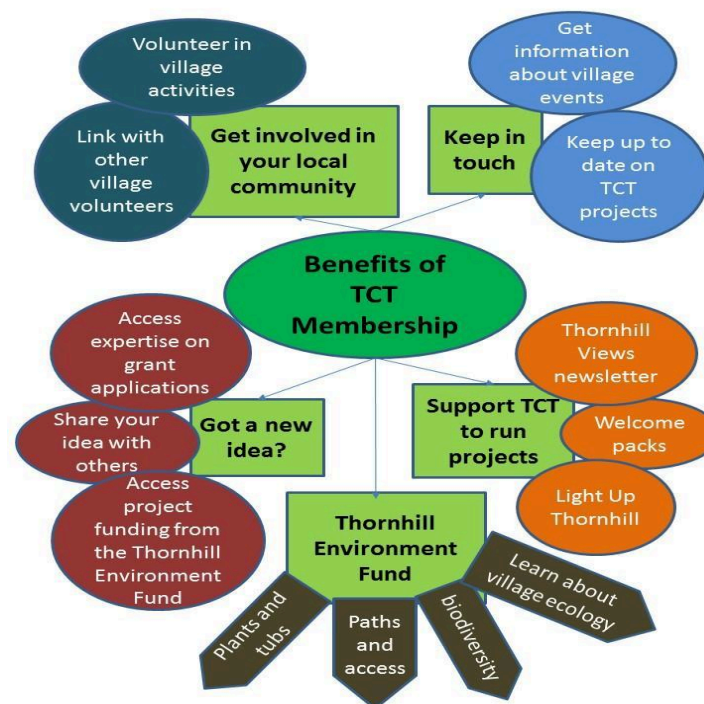 Volunteer in
village
activities
Link with
other
village
volunteers
Get involved in
your local
community
Get
information
about village
events
Keep in
touch
Keep up to
date on
TCT
projects
Benefits of
TCT
Membership
Access
expertise on
grant
applications
Share your
idea with
others
Access
project
funding from
the Thornhill
Environment
Fund
Got a new
idea?
Support TCT
to run
projects
Thornhill
Views
newsletter
Welcome
packs
Light Up
Thornhill
Thornhill
Environment
Fund
Plants and
tubs
Paths and
access
biodiversity
Learn about
village ecology